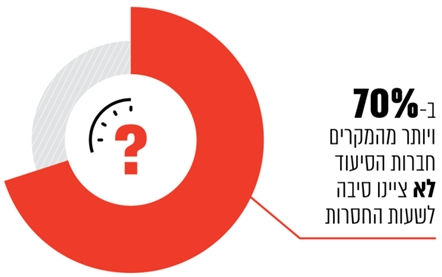 ב-70%
ויותר מהמקרים
חברות הסיעוד
לא ציינו סיבה
לשעות החסרות
?